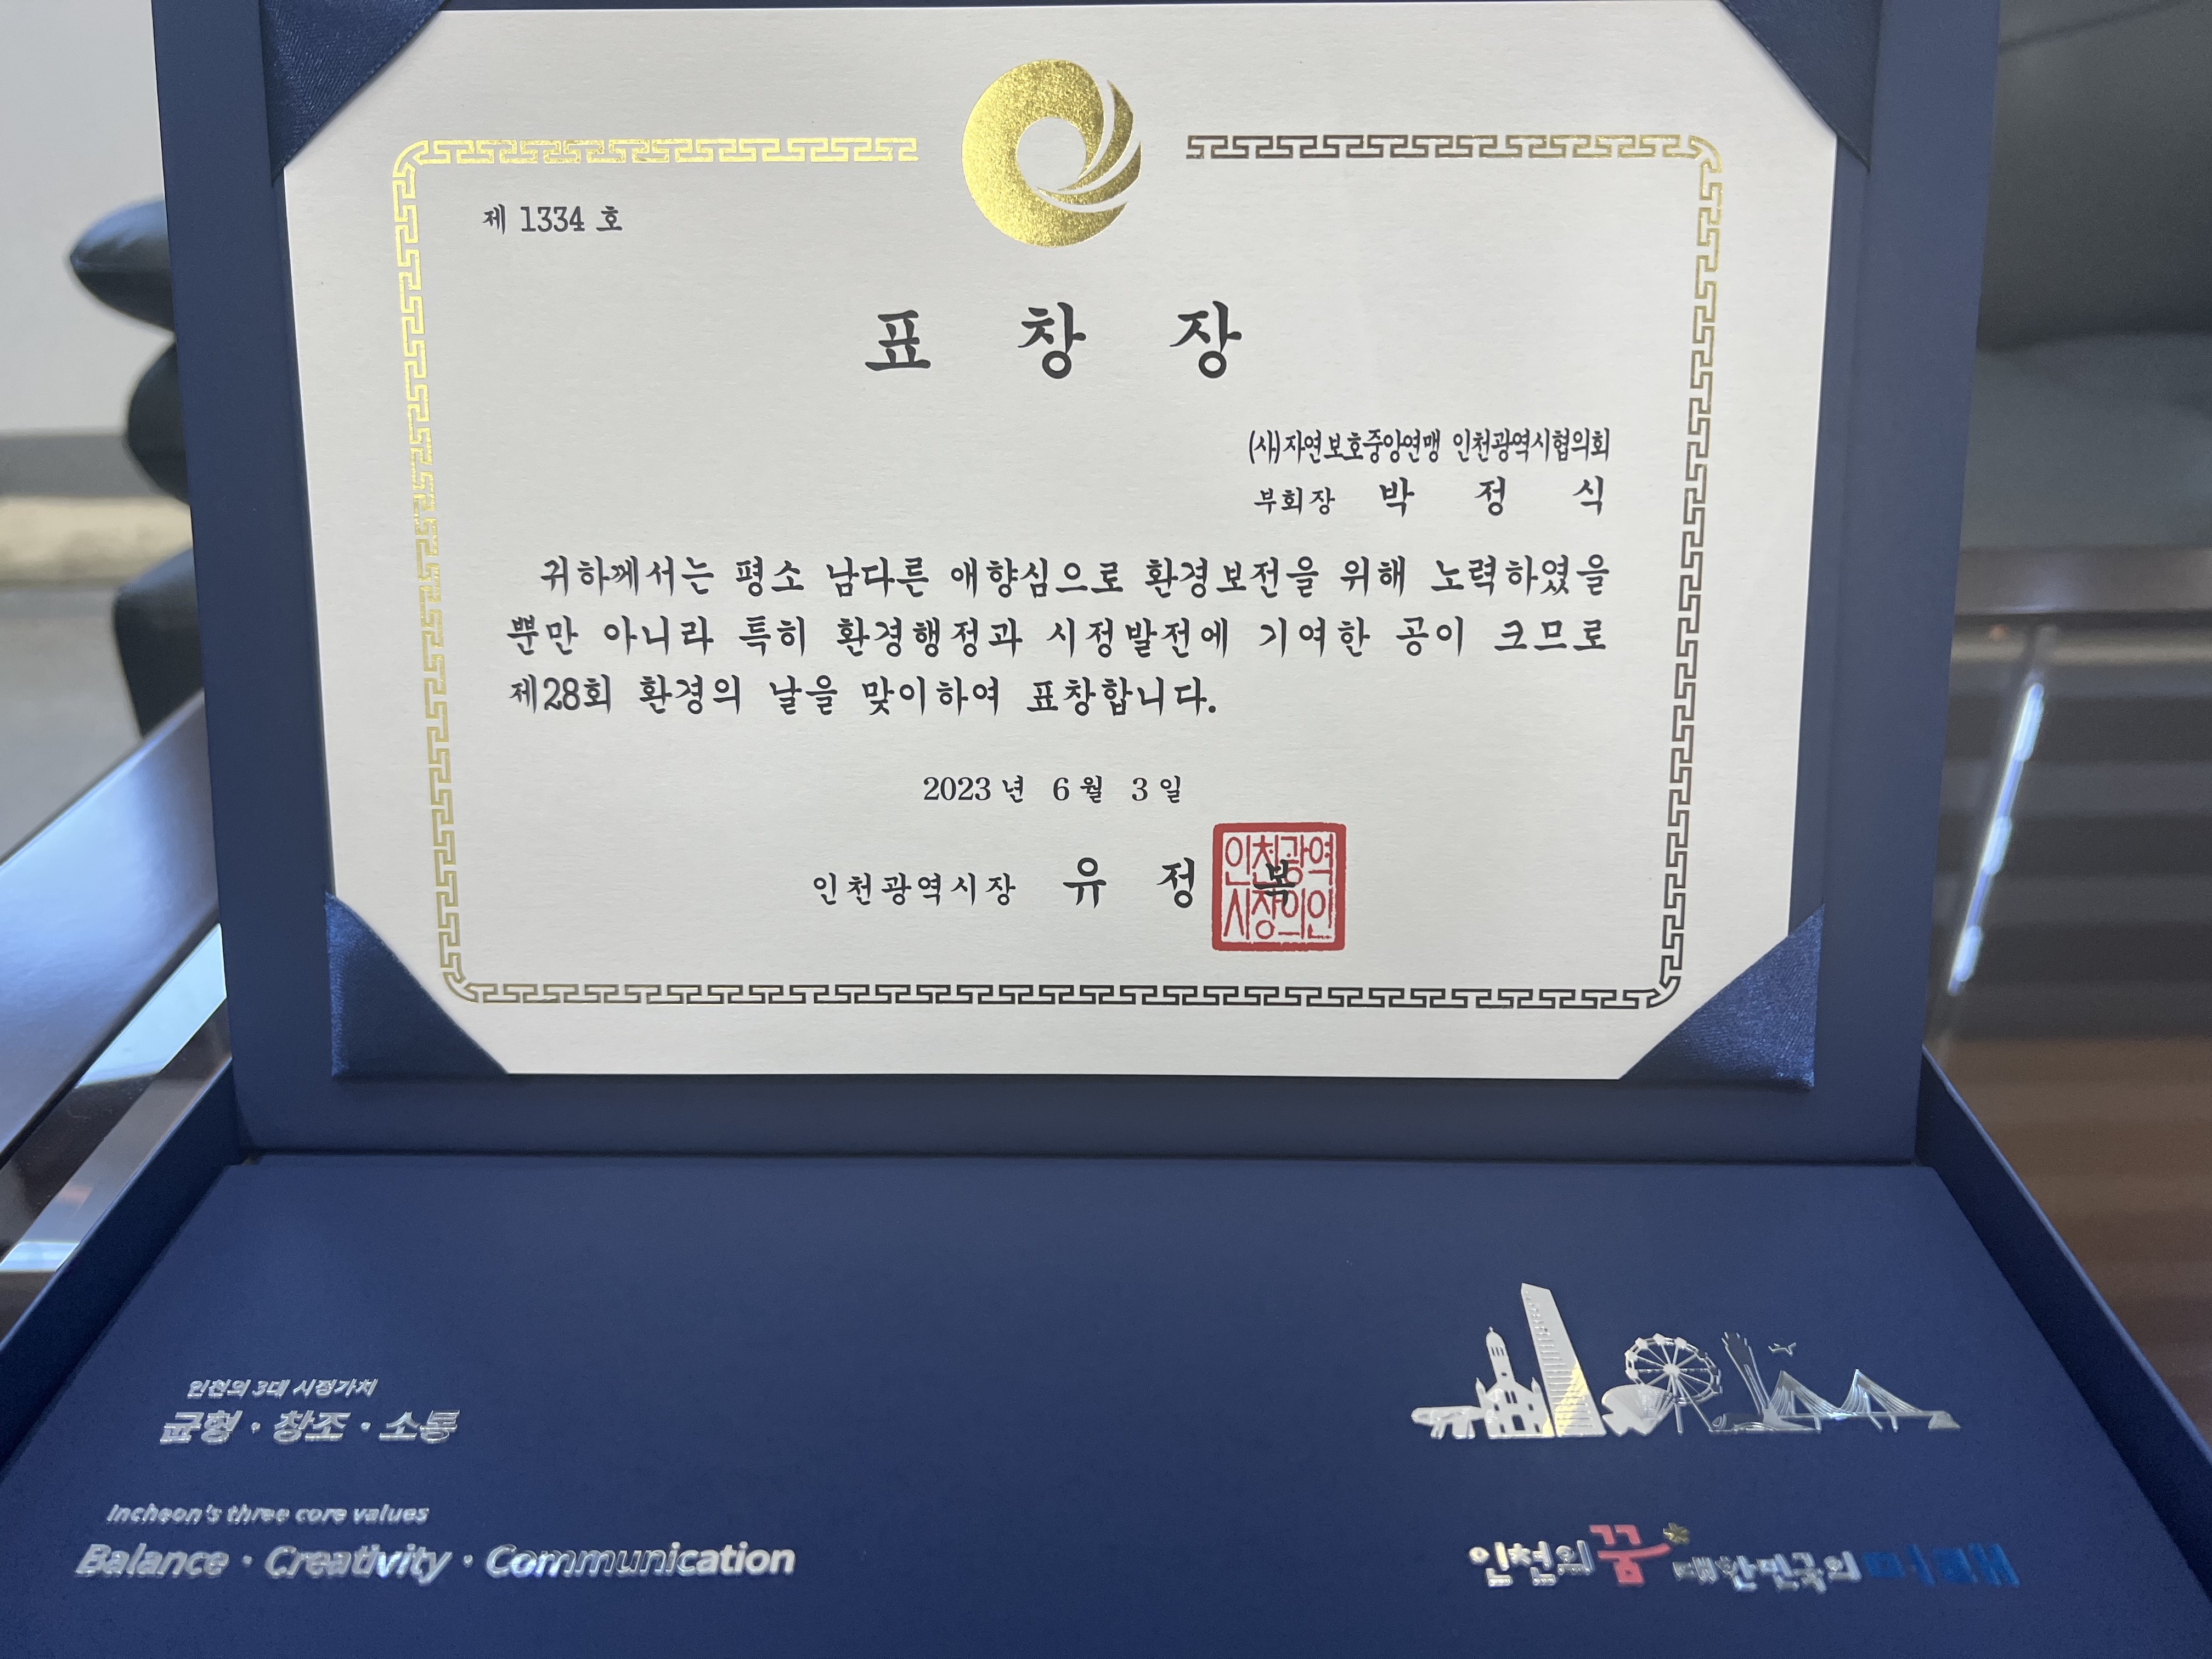 제 1334 호
표 창 장
(사)자연보호중앙연맹 인천광역시협의회
부회장 박 정 식
귀하께서는 평소 남다른 애향심으로 환경보전을 위해 노력하였을
뿐만 아니라 특히 환경행정과 시정발전에 기여한 공이 크므로
제28회 환경의 날을 맞이하여 표창합니다.
2023 년 6 월 3 일
인천광역시장 유 정 복
인천광역
시장의인
인천의 3대 시정가치
균형 · 창조 · 소통
Incheon's three core values
Balance · Creativity · Communication
인천의 꿈 대한민국의 미래